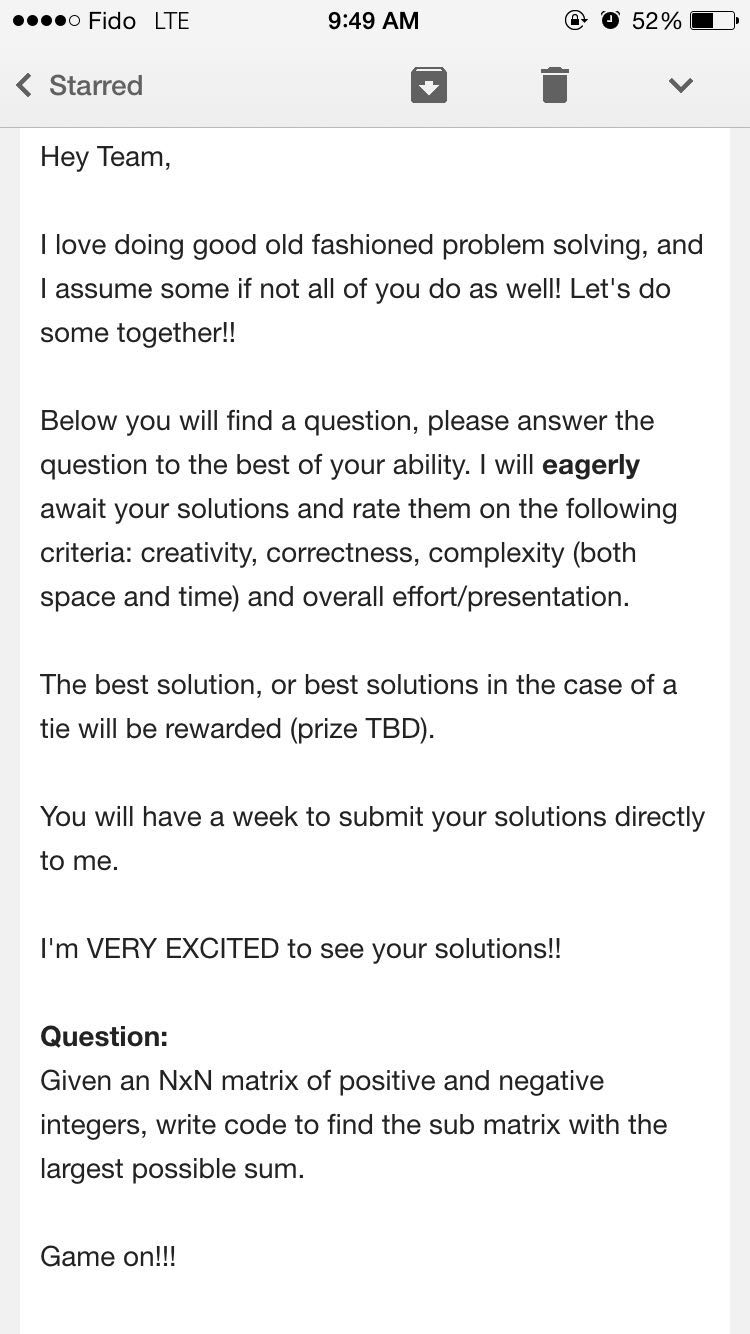 Fido LTE 9:49 AM 52%
Starred
Hey Team,
I love doing good old fashioned problem solving, and
I assume some if not all of you do as well! Let's do
some together!!
Below you will find a question, please answer the
question to the best of your ability. I will eagerly
await your solutions and rate them on the following
criteria: creativity, correctness, complexity (both
space and time) and overall effort/presentation.
The best solution, or best solutions in the case of a
tie will be rewarded (prize TBD).
You will have a week to submit your solutions directly
to me.
I'm VERY EXCITED to see your solutions!!
Question:
Given an NxN matrix of positive and negative
integers, write code to find the sub matrix with the
largest possible sum.
Game on!!!